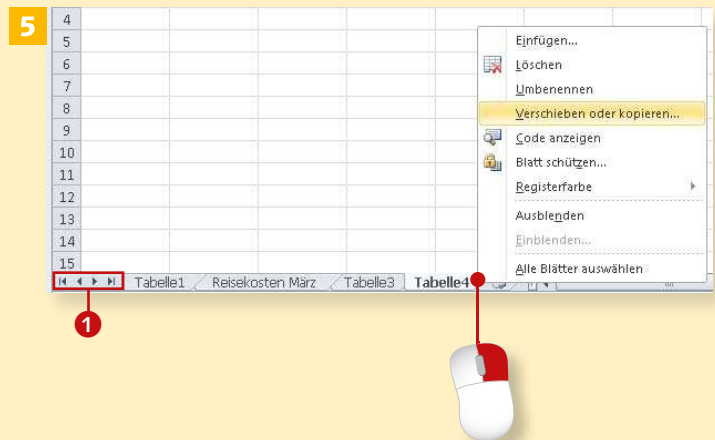 5
4
5
6
7
8
9
10
11
12
13
14
15
Einfügen...
Löschen
Umbenennen
Verschieben oder kopieren...
Code anzeigen
Blatt schützen...
Registerfarbe
Ausblenden
Einblenden...
Alle Blätter auswählen
Tabelle1 Reisekosten März Tabelle3 Tabelle4
1